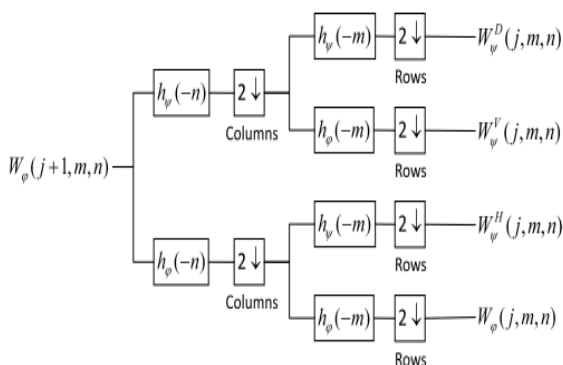 h_ψ(−m) 2↓ W_ψ^D(j,m,n)
Rows
h_ψ(−n) 2↓
Columns
h_φ(−m) 2↓ W_ψ^V(j,m,n)
Rows
W_φ(j+1,m,n)
h_ψ(−m) 2↓ W_ψ^H(j,m,n)
Rows
h_φ(−n) 2↓
Columns
h_φ(−m) 2↓ W_φ(j,m,n)
Rows